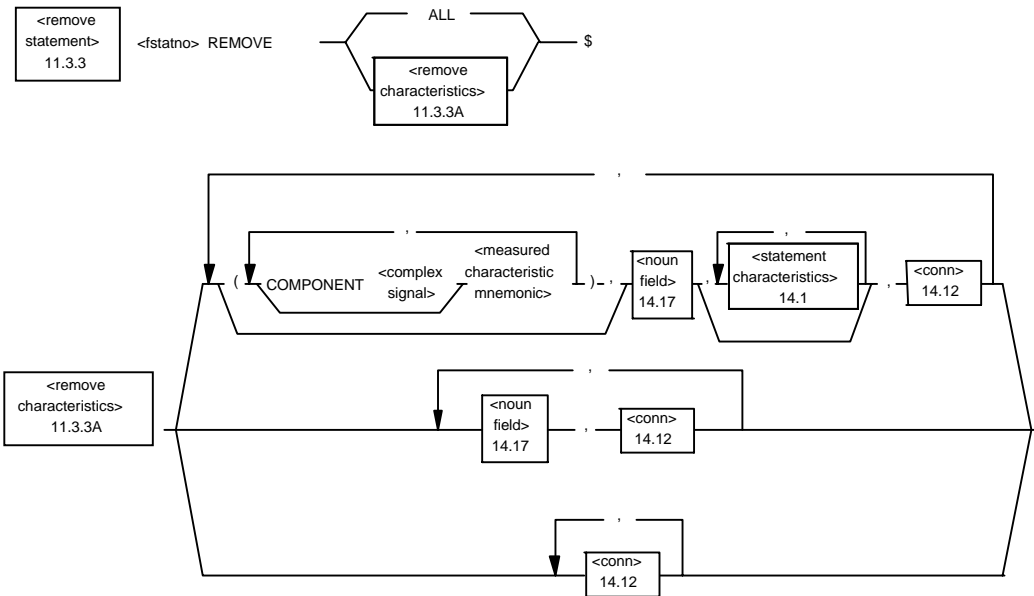 <remove
statement>
11.3.3
<fstatno> REMOVE
ALL
$
<remove
characteristics>
11.3.3A
,
,
,
( COMPONENT <complex
signal>
<measured
characteristic
mnemonic>
) ,
<noun
field>
14.17
,
<statement
characteristics>
14.1
,
<conn>
14.12
<remove
characteristics>
11.3.3A
,
<noun
field>
14.17
,
<conn>
14.12
,
<conn>
14.12